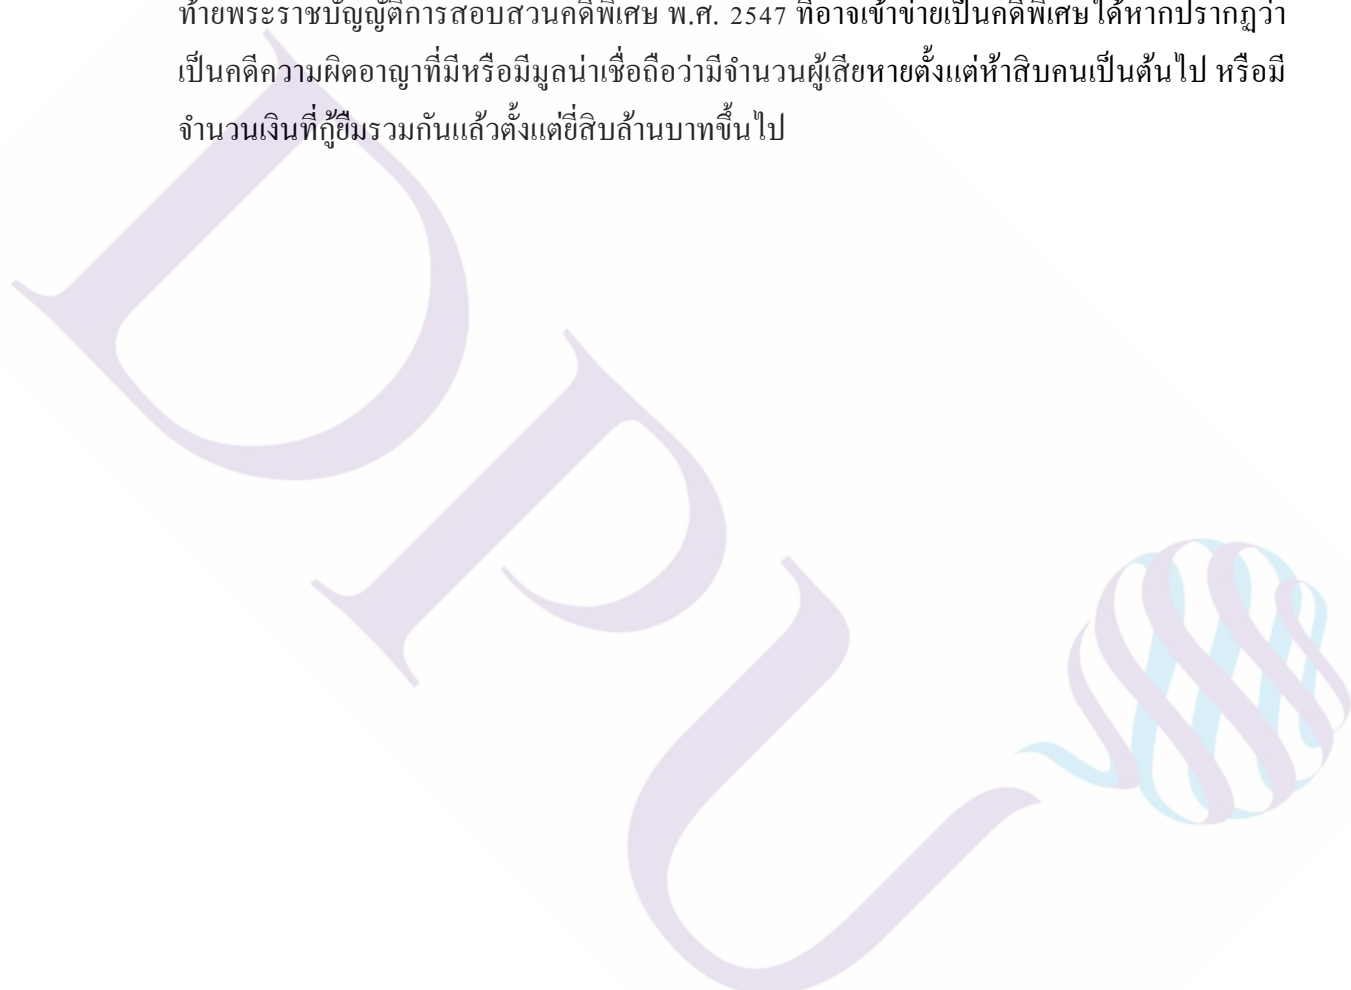 ท้ายพระราชบัญญัติการสอบสวนคดีพิเศษ พ.ศ. 2547 ที่อาจเข้าข่ายเป็นคดีพิเศษได้หากปรากฏว่า
เป็นคดีความผิดอาญาที่มีหรือมีมูลน่าเชื่อถือว่ามีจำนวนผู้เสียหายตั้งแต่ห้าสิบคนเป็นต้นไป หรือมี
จำนวนเงินที่กู้ยืมรวมกันแล้วตั้งแต่ยี่สิบล้านบาทขึ้นไป
DPU